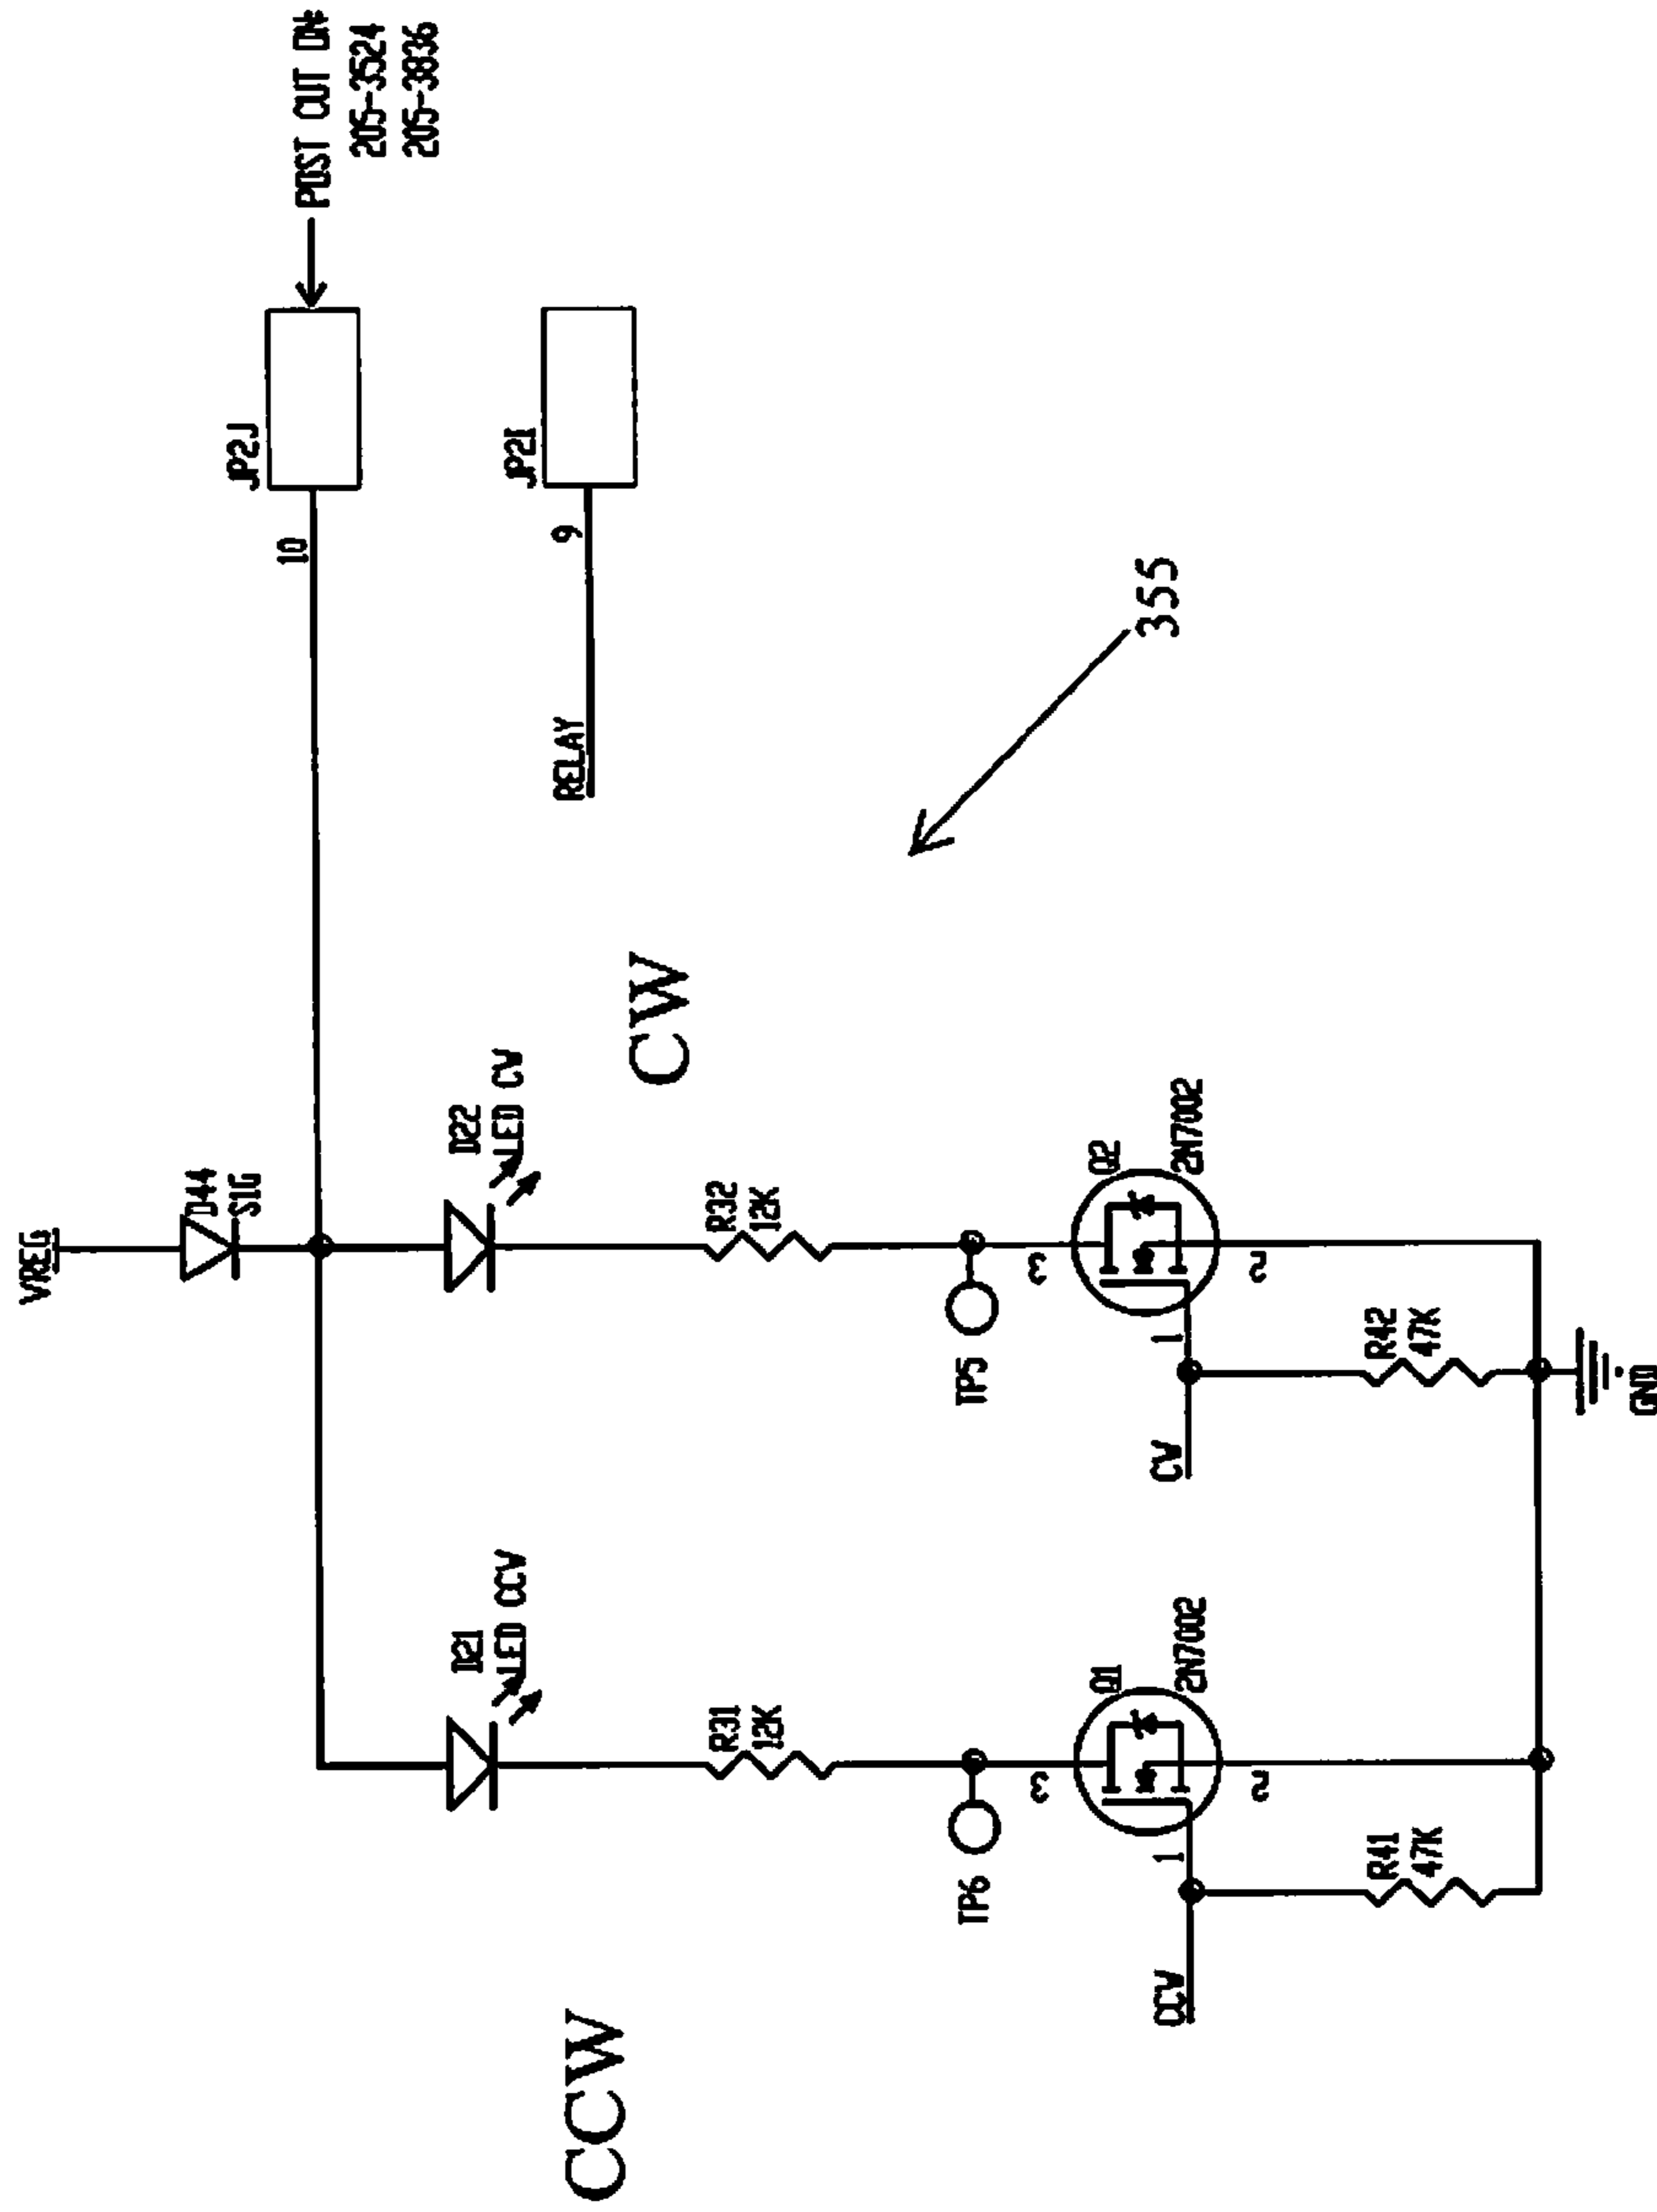 VREG
D44
S1G
JP2J
10
POST CUT DN:
205-3524
205-3836
JP2I
9
RELAY
355
CW
CCW
D22
LED CW
D21
LED CCW
R32
12K
R31
12K
TP5
TP6
3
Q2
2N7002
1
2
3
Q1
2N7002
1
2
CW
R42
47K
CCW
R41
47K
GND